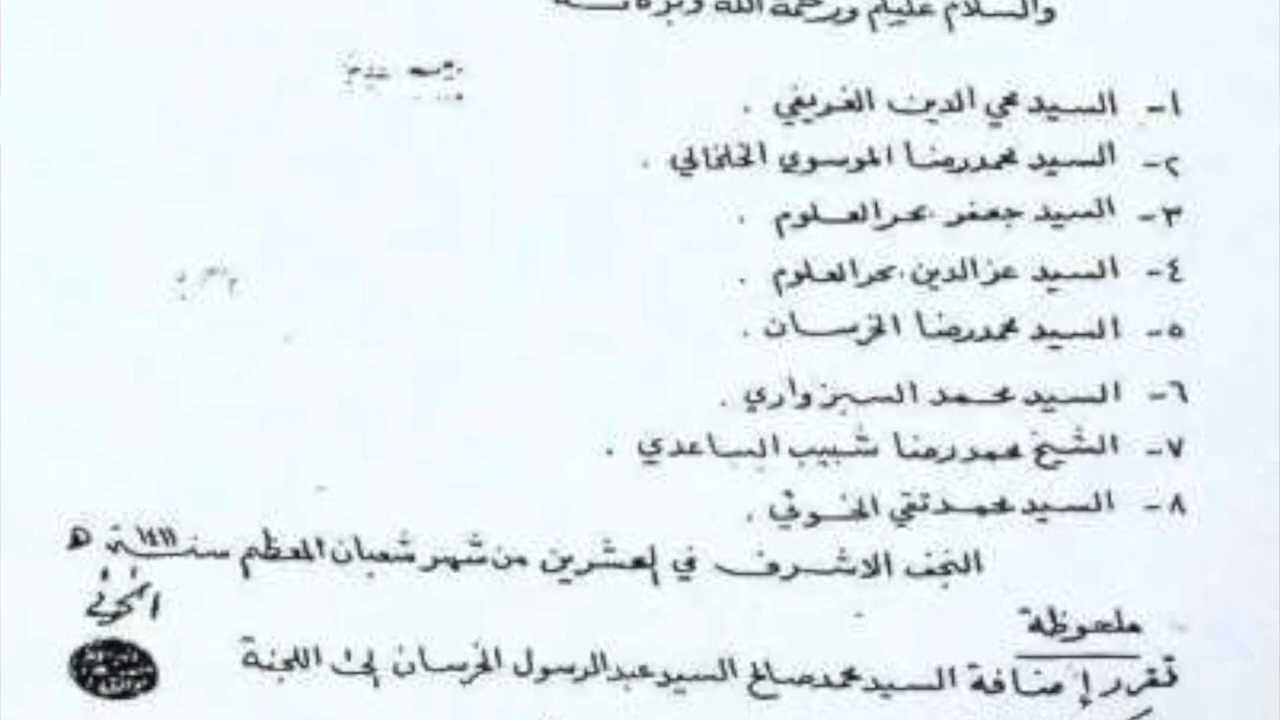 والسلام عليكم ورحمة الله وبركاته
١- السيد محي الدين الغريفي .
٢- السيد محمد رضا الموسوي الخلخالي .
٣- السيد جعفر بحر العلوم .
٤- السيد عز الدين بحر العلوم .
٥- السيد محمد رضا الخرسان .
٦- السيد محمد السبزواري .
٧- الشيخ محمد رضا شبيب الساعدي .
٨- السيد محمد تقي الخوئي .
النجف الاشرف في العشرين من شهر شعبان المعظم سنة ١٤١١ هـ
الخوئي
ملحوظة
تقرر إضافة السيد محمد صالح السيد عبد الرسول الخرسان إلى اللجنة